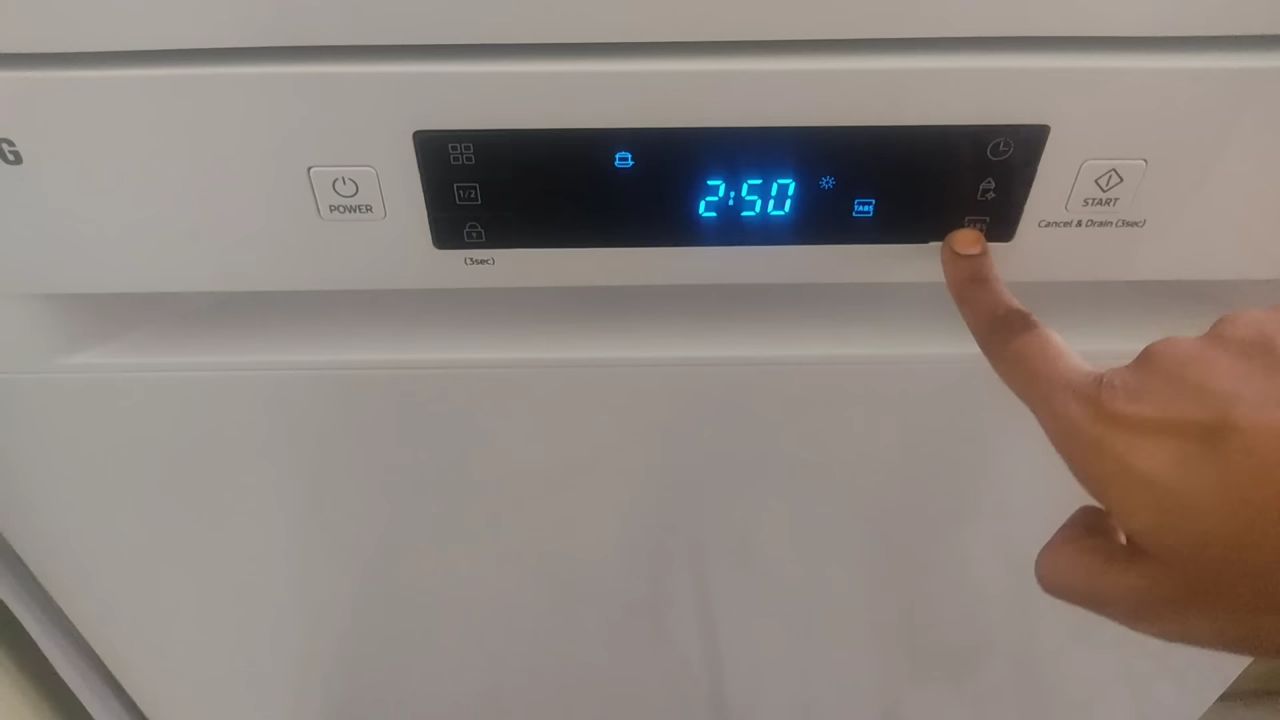 G
POWER
1/2
(3sec)
2:50
TABS
START
Cancel & Drain (3sec)